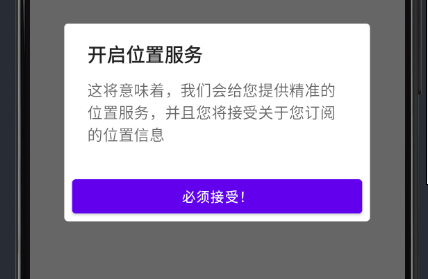 开启位置服务
这将意味着，我们会给您提供精准的
位置服务，并且您将接受关于您订阅
的位置信息
必须接受！